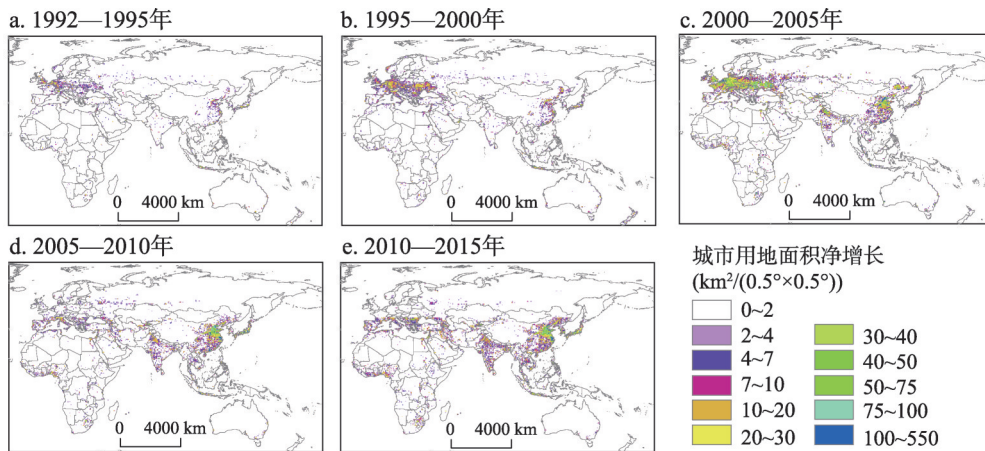 a. 1992—1995年
b. 1995—2000年
c. 2000—2005年
0 4000 km
0 4000 km
0 4000 km
d. 2005—2010年
e. 2010—2015年
0 4000 km
0 4000 km
城市用地面积净增长
(km²/(0.5°×0.5°))
0~2
2~4
4~7
7~10
10~20
20~30
30~40
40~50
50~75
75~100
100~550